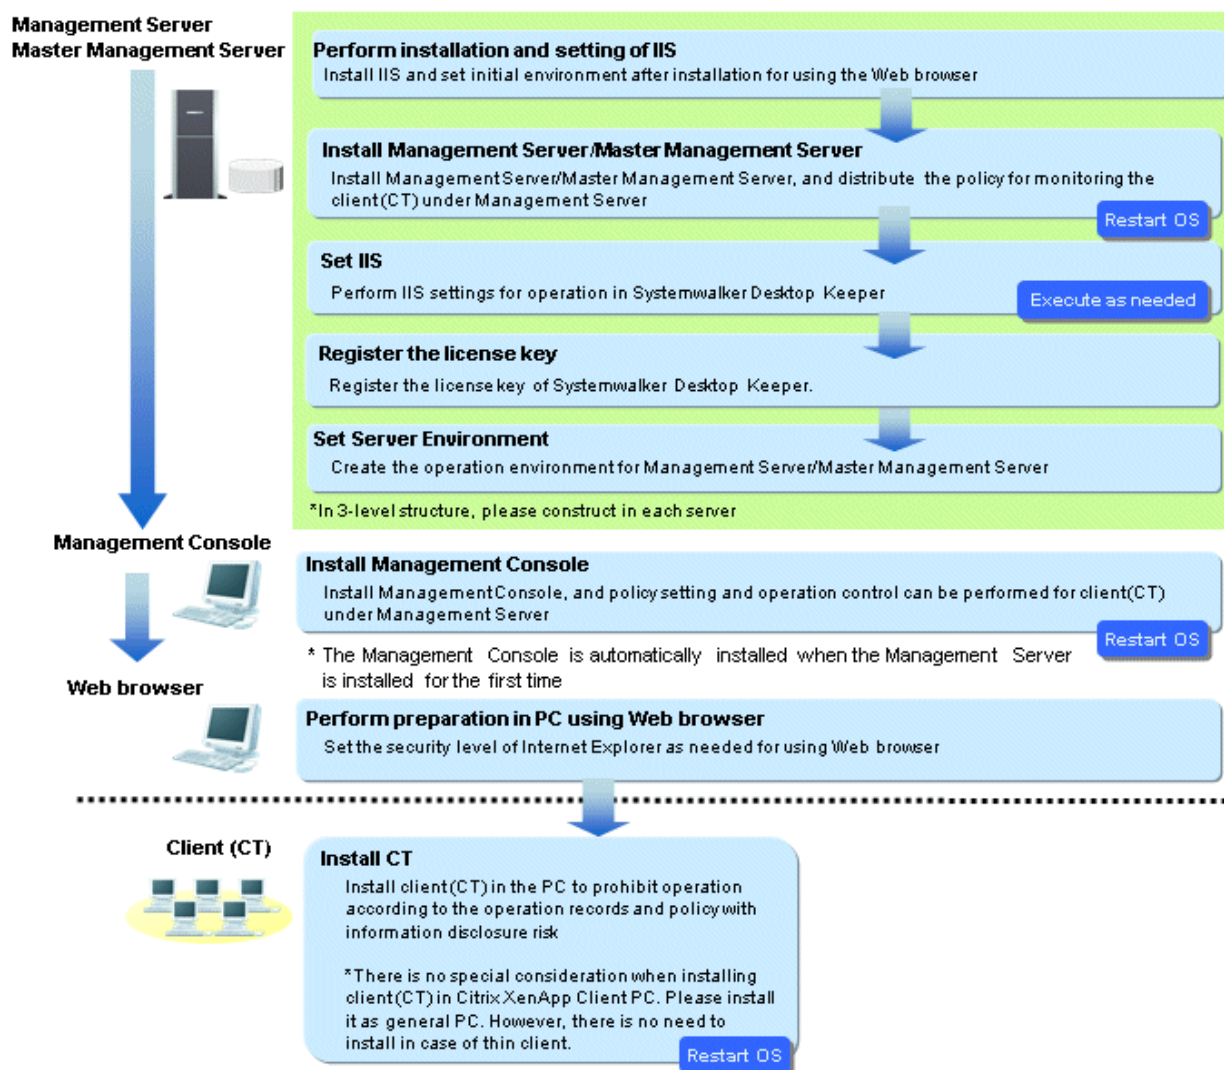 Management Server
Master Management Server
Perform installation and setting of IIS
Install IIS and set initial environment after installation for using the Web browser
Install Management Server/Master Management Server
Install Management Server/Master Management Server, and distribute the policy for monitoring the
client(CT) under Management Server
Restart OS
Set IIS
Perform IIS settings for operation in Systemwalker Desktop Keeper
Execute as needed
Register the license key
Register the license key of Systemwalker Desktop Keeper.
Set Server Environment
Create the operation environment for Management Server/Master Management Server
*In 3-level structure, please construct in each server
Management Console
Install Management Console
Install Management Console, and policy setting and operation control can be performed for client(CT)
under Management Server
Restart OS
* The Management Console is automatically installed when the Management Server
is installed for the first time
Web browser
Perform preparation in PC using Web browser
Set the security level of Internet Explorer as needed for using Web browser
Client (CT)
Install CT
Install client(CT) in the PC to prohibit operation
according to the operation records and policy with
information disclosure risk
*There is no special consideration when installing
client(CT) in Citrix XenApp Client PC. Please install
it as general PC. However, there is no need to
install in case of thin client.
Restart OS